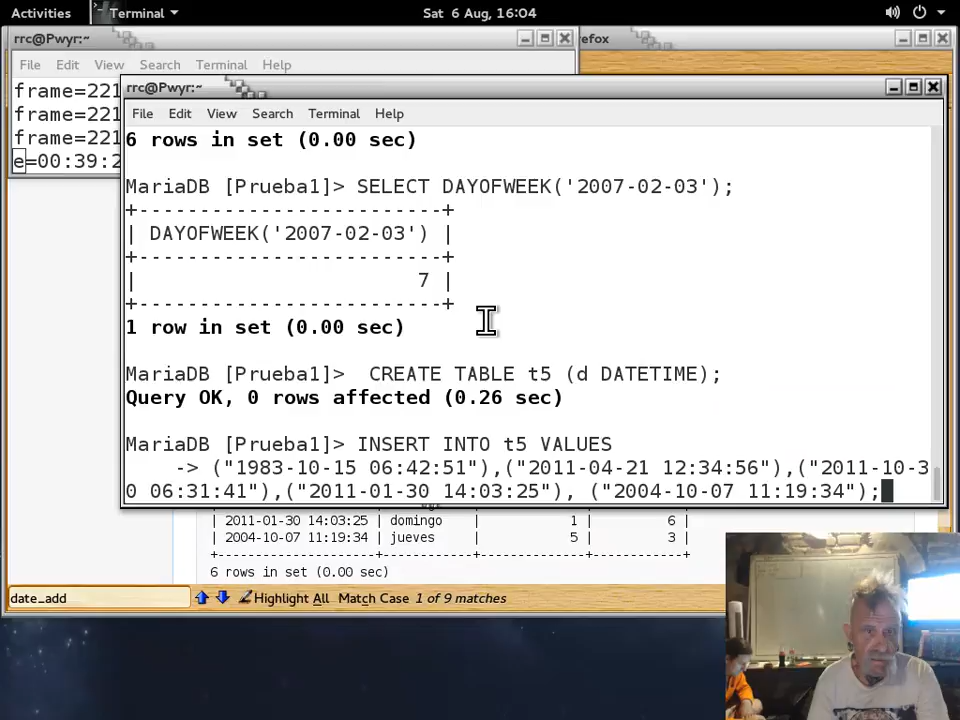 Activities Terminal Sat 6 Aug, 16:04
rrc@Pwyr:~ efox
File Edit View Search Terminal Help
frame=221
frame=221
frame=221
e=00:39:2
rrc@Pwyr:~
File Edit View Search Terminal Help
6 rows in set (0.00 sec)
MariaDB [Prueba1]> SELECT DAYOFWEEK('2007-02-03');
+--------------------------+
| DAYOFWEEK('2007-02-03') |
+--------------------------+
| 7 |
+--------------------------+
1 row in set (0.00 sec)
MariaDB [Prueba1]>  CREATE TABLE t5 (d DATETIME);
Query OK, 0 rows affected (0.26 sec)
MariaDB [Prueba1]> INSERT INTO t5 VALUES
-> ("1983-10-15 06:42:51"),("2011-04-21 12:34:56"),("2011-10-3
0 06:31:41"),("2011-01-30 14:03:25"), ("2004-10-07 11:19:34");
| 2011-01-30 14:03:25 | domingo | 1 | 6 |
| 2004-10-07 11:19:34 | jueves | 5 | 3 |
+---------------------+-----------+--------------+------------+
6 rows in set (0.00 sec)
date_add Highlight All Match Case 1 of 9 matches